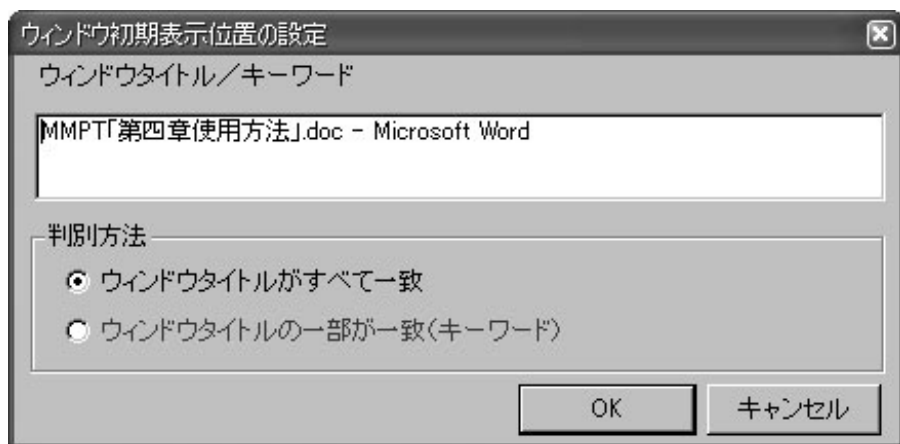 ウィンドウ初期表示位置の設定
ウィンドウタイトル／キーワード
MMPT「第四章使用方法」.doc - Microsoft Word
判別方法
ウィンドウタイトルがすべて一致
ウィンドウタイトルの一部が一致(キーワード)
OK キャンセル